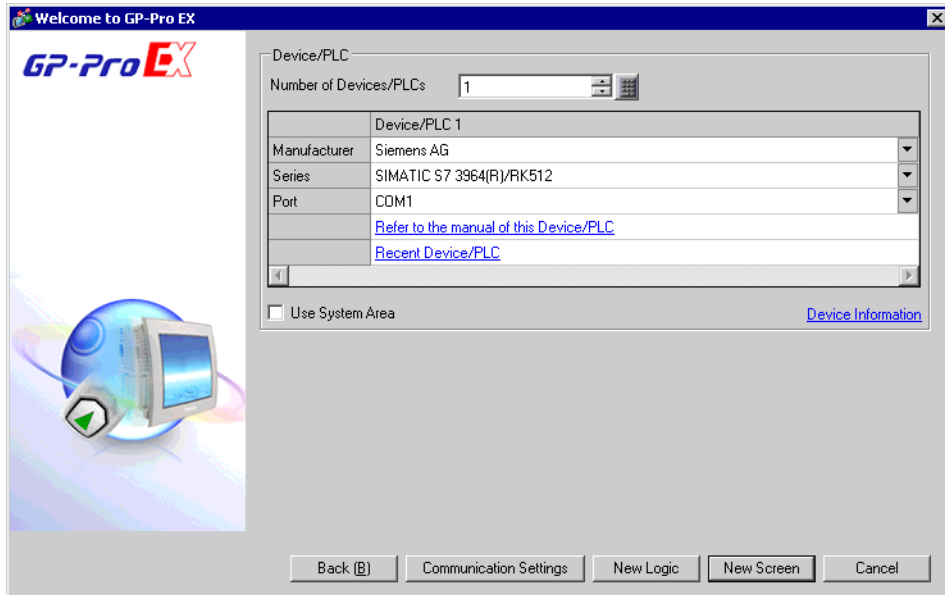 Welcome to GP-Pro EX
GP-Pro EX
Device/PLC
Number of Devices/PLCs 1
Device/PLC 1
Manufacturer Siemens AG
Series SIMATIC S7 3964(R)/RK512
Port COM1
Refer to the manual of this Device/PLC
Recent Device/PLC
Use System Area Device Information
Back (B) Communication Settings New Logic New Screen Cancel